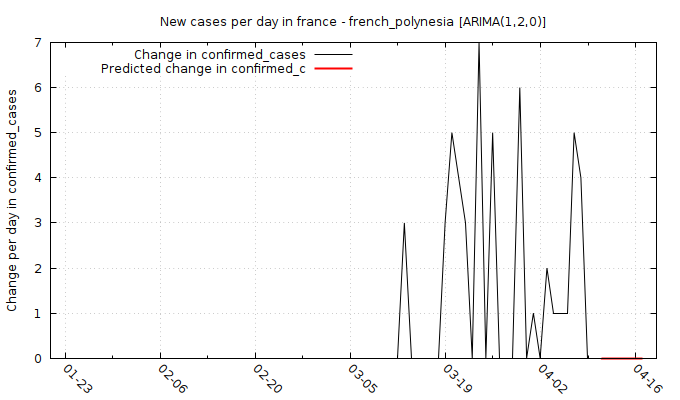 New cases per day in france - french_polynesia [ARIMA(1,2,0)]
Change in confirmed_cases
Predicted change in confirmed_c
Change per day in confirmed_cases
7
6
5
4
3
2
1
0
01-23 02-06 02-20 03-05 03-19 04-02 04-16